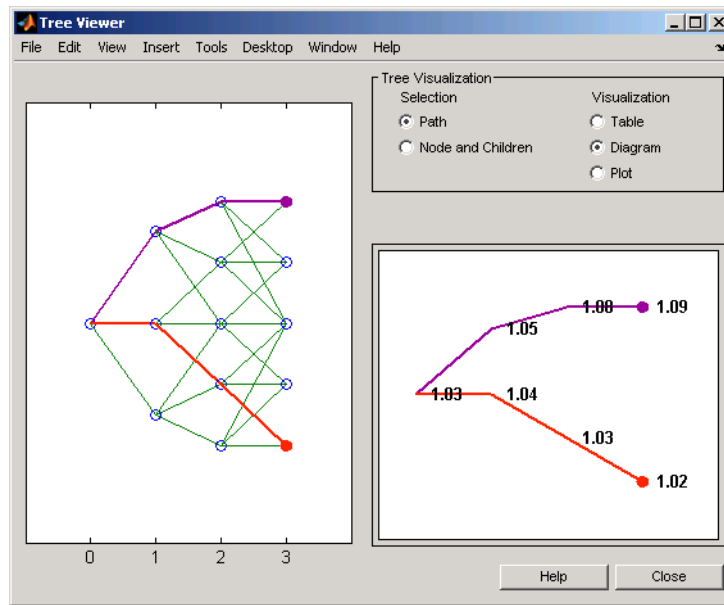 Tree Viewer
File Edit View Insert Tools Desktop Window Help
Tree Visualization
Selection Visualization
Path Table
Node and Children Diagram
Plot
1.08 1.09
1.05
1.03 1.04
1.03
1.02
0 1 2 3
Help Close